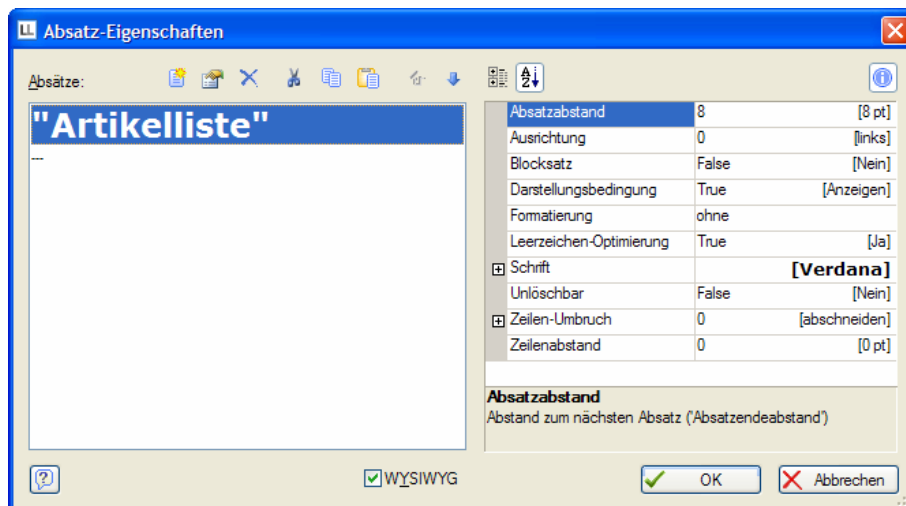 LL Absatz-Eigenschaften
Absätze:
"Artikelliste"
---
Absatzabstand 8 [8 pt]
Ausrichtung 0 [links]
Blocksatz False [Nein]
Darstellungsbedingung True [Anzeigen]
Formatierung ohne
Leerzeichen-Optimierung True [Ja]
Schrift [Verdana]
Unlöschbar False [Nein]
Zeilen-Umbruch 0 [abschneiden]
Zeilenabstand 0 [0 pt]
Absatzabstand
Abstand zum nächsten Absatz ('Absatzendeabstand')
WYSIWYG
OK
Abbrechen